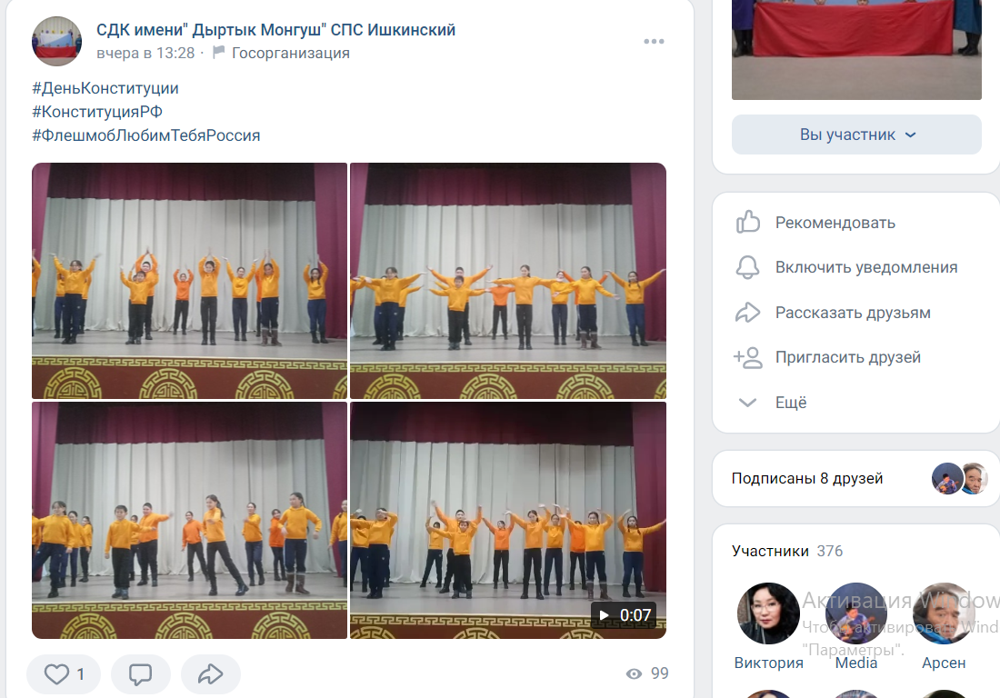 СДК имени" Дыртык Монгуш" СПС Ишкинский
вчера в 13:28 · Госорганизация
#ДеньКонституции
#КонституцияРФ
#ФлешмобЛюбимТебяРоссия
0:07
1
99
Вы участник
Рекомендовать
Включить уведомления
Рассказать друзьям
Пригласить друзей
Ещё
Подписаны 8 друзей
Участники 376
Активация Window
Чтобы активировать Wind
"Параметры".
Виктория
Media
Арсен